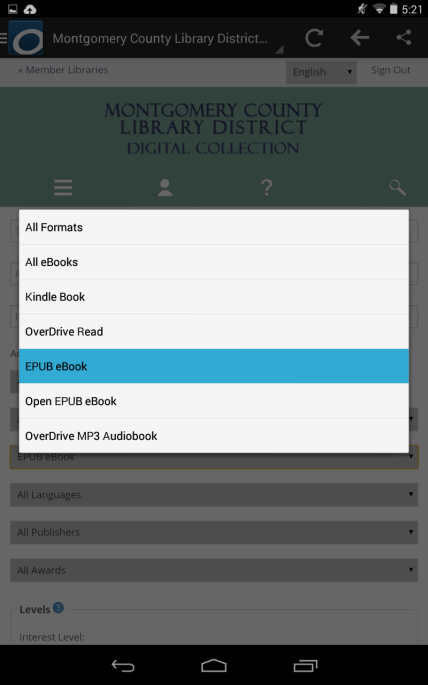 5:21
Montgomery County Library District...
« Member Libraries
English
Sign Out
MONTGOMERY COUNTY
LIBRARY DISTRICT
DIGITAL COLLECTION
?
All Formats
All eBooks
Kindle Book
OverDrive Read
EPUB eBook
Open EPUB eBook
OverDrive MP3 Audiobook
EPUB eBook
All Languages
All Publishers
All Awards
Levels ?
Interest Level: